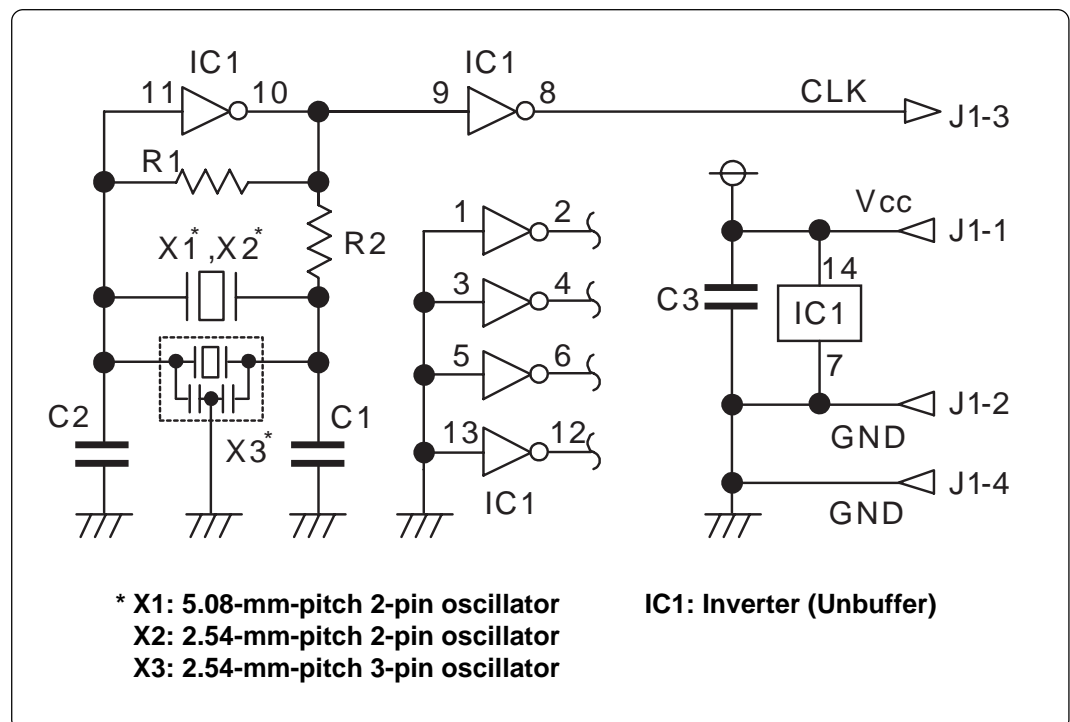 IC1 IC1
11 10 9 8 CLK J1-3
R1
X1*,X2* R2
1 2 Vcc J1-1
3 4 C3 14
IC1
5 6 7
C2 C1 J1-2
X3* 13 12 GND
IC1 J1-4
GND
* X1: 5.08-mm-pitch 2-pin oscillator IC1: Inverter (Unbuffer)
X2: 2.54-mm-pitch 2-pin oscillator
X3: 2.54-mm-pitch 3-pin oscillator